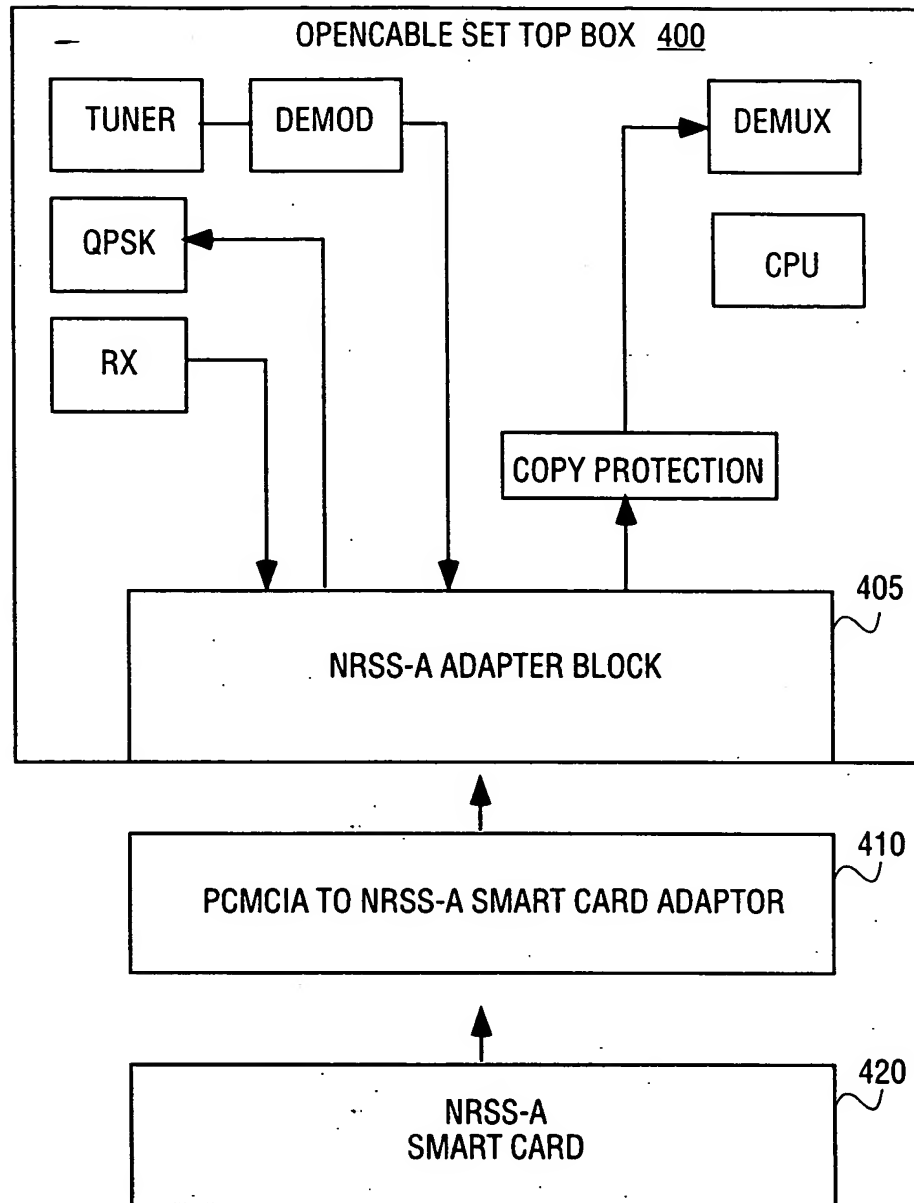 OPENCABLE SET TOP BOX 400
TUNER
DEMOD
DEMUX
QPSK
CPU
RX
COPY PROTECTION
405
NRSS-A ADAPTER BLOCK
410
PCMCIA TO NRSS-A SMART CARD ADAPTOR
420
NRSS-A
SMART CARD